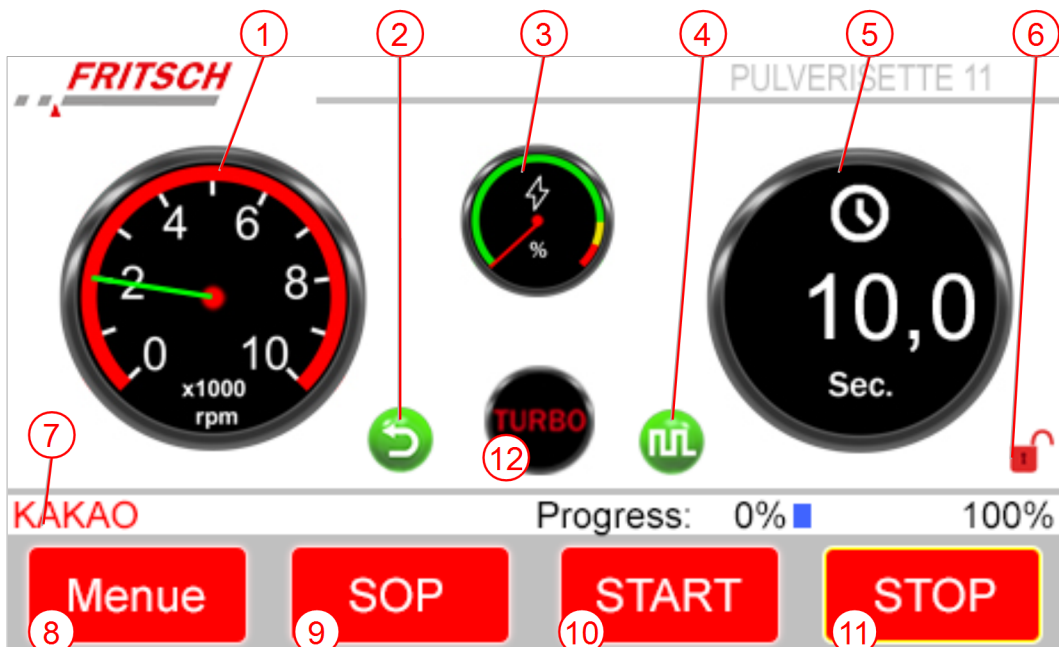 1 2 3 4 5 6
FRITSCH
PULVERISETTE 11
0 2 4 6 8 10
x1000
rpm
%
10,0
Sec.
TURBO
12
7
KAKAO Progress: 0% 100%
Menue SOP START STOP
8 9 10 11